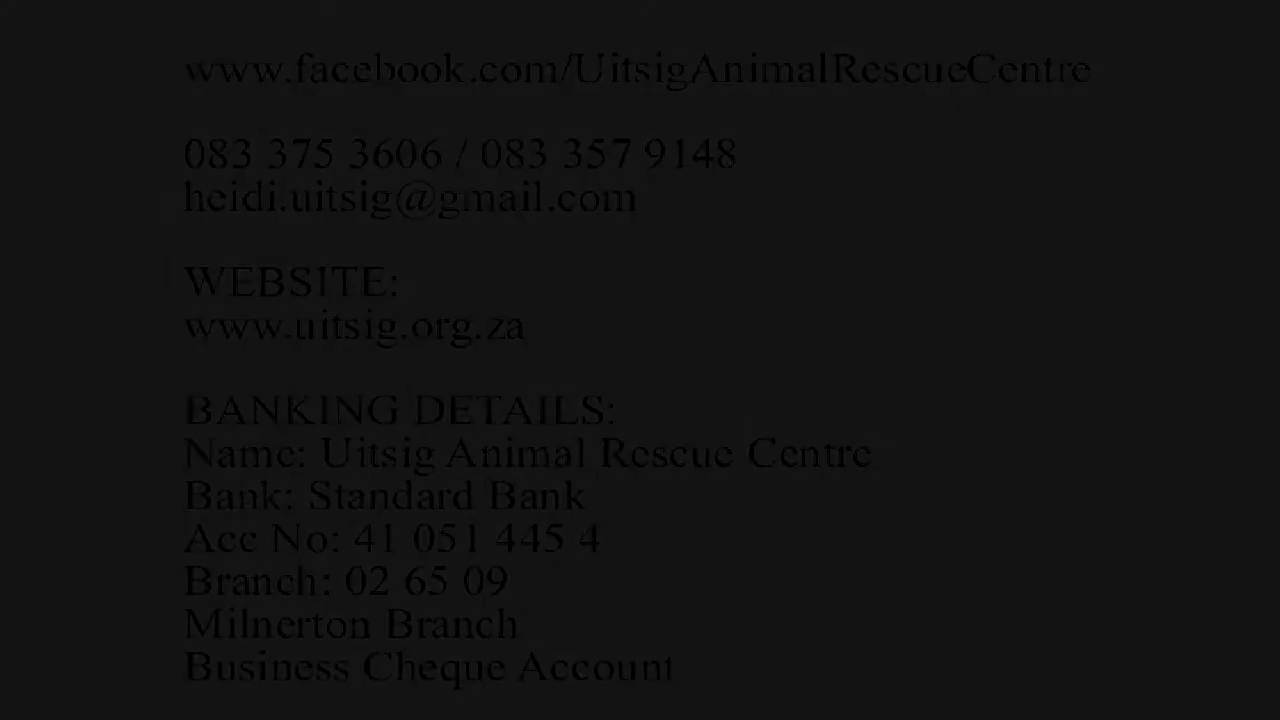 www.facebook.com/UitsigAnimalRescueCentre
083 375 3606 / 083 357 9148
heidi.uitsig@gmail.com
WEBSITE:
www.uitsig.org.za
BANKING DETAILS:
Name: Uitsig Animal Rescue Centre
Bank: Standard Bank
Acc No: 41 051 445 4
Branch: 02 65 09
Milnerton Branch
Business Cheque Account